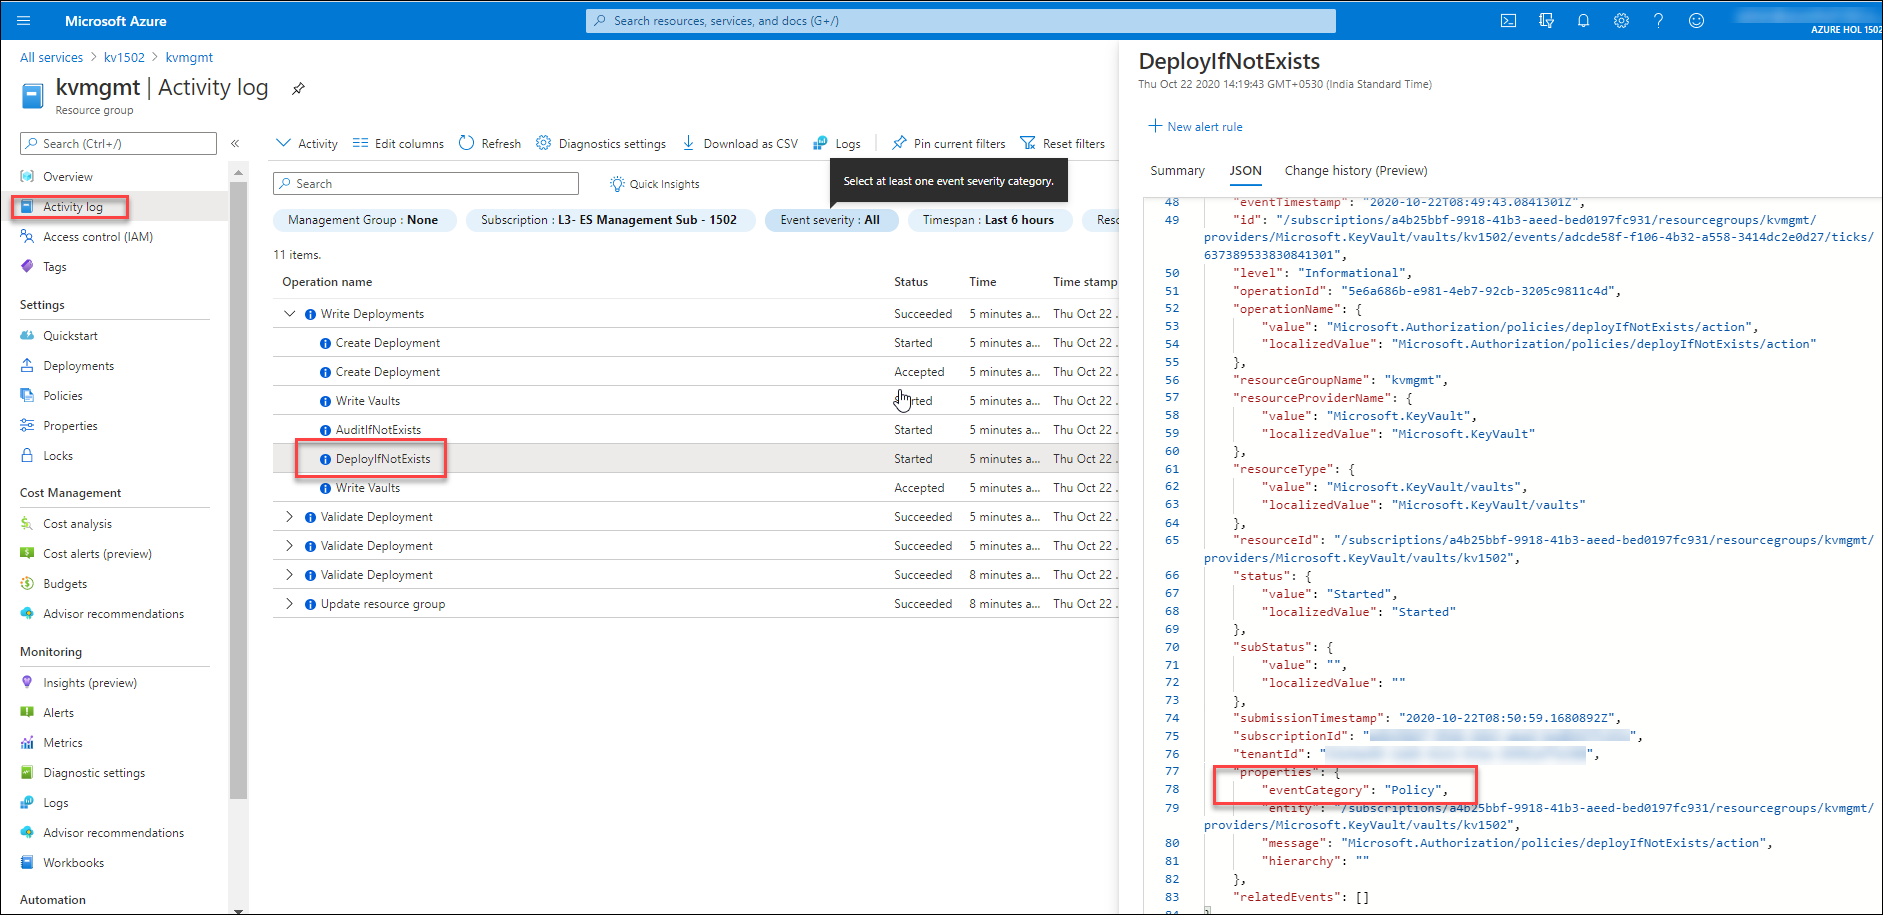 Microsoft Azure
Search resources, services, and docs (G+/)
AZURE HOL 1502
All services > kv1502 > kvmgmt
kvmgmt | Activity log
Resource group
Search (Ctrl+/)
«
Overview
Activity log
Access control (IAM)
Tags
Settings
Quickstart
Deployments
Policies
Properties
Locks
Cost Management
Cost analysis
Cost alerts (preview)
Budgets
Advisor recommendations
Monitoring
Insights (preview)
Alerts
Metrics
Diagnostic settings
Logs
Advisor recommendations
Workbooks
Automation
Activity Edit columns Refresh Diagnostics settings Download as CSV Logs Pin current filters Reset filters
Search
Quick Insights
Select at least one event severity category.
Management Group : None Subscription : L3- ES Management Sub - 1502 Event severity : All Timespan : Last 6 hours Reso
11 items.
Operation name Status Time Time stamp
Write Deployments Succeeded 5 minutes a... Thu Oct 22 .
Create Deployment Started 5 minutes a... Thu Oct 22 .
Create Deployment Accepted 5 minutes a... Thu Oct 22 .
Write Vaults rted 5 minutes a... Thu Oct 22 .
AuditIfNotExists Started 5 minutes a... Thu Oct 22 .
DeployIfNotExists Started 5 minutes a... Thu Oct 22 .
Write Vaults Accepted 5 minutes a... Thu Oct 22 .
Validate Deployment Succeeded 5 minutes a... Thu Oct 22 .
Validate Deployment Succeeded 5 minutes a... Thu Oct 22 .
Validate Deployment Succeeded 8 minutes a... Thu Oct 22 .
Update resource group Succeeded 8 minutes a... Thu Oct 22 .
DeployIfNotExists
Thu Oct 22 2020 14:19:43 GMT+0530 (India Standard Time)
New alert rule
Summary JSON Change history (Preview)
48 "eventTimestamp": "2020-10-22T08:49:43.0841301Z",
49 "id": "/subscriptions/a4b25bbf-9918-41b3-aeed-bed0197fc931/resourcegroups/kvmgmt/
providers/Microsoft.KeyVault/vaults/kv1502/events/adcde58f-f106-4b32-a558-3414dc2e0d27/ticks/
637389533830841301",
50 "level": "Informational",
51 "operationId": "5e6a686b-e981-4eb7-92cb-3205c9811c4d",
52 "operationName": {
53 "value": "Microsoft.Authorization/policies/deployIfNotExists/action",
54 "localizedValue": "Microsoft.Authorization/policies/deployIfNotExists/action"
55 },
56 "resourceGroupName": "kvmgmt",
57 "resourceProviderName": {
58 "value": "Microsoft.KeyVault",
59 "localizedValue": "Microsoft.KeyVault"
60 },
61 "resourceType": {
62 "value": "Microsoft.KeyVault/vaults",
63 "localizedValue": "Microsoft.KeyVault/vaults"
64 },
65 "resourceId": "/subscriptions/a4b25bbf-9918-41b3-aeed-bed0197fc931/resourcegroups/kvmgmt/
providers/Microsoft.KeyVault/vaults/kv1502",
66 "status": {
67 "value": "Started",
68 "localizedValue": "Started"
69 },
70 "subStatus": {
71 "value": "",
72 "localizedValue": ""
73 },
74 "submissionTimestamp": "2020-10-22T08:50:59.1680892Z",
75 "subscriptionId": " ",
76 "tenantId": " ",
77 "properties": {
78 "eventCategory": "Policy",
79 "entity": "/subscriptions/a4b25bbf-9918-41b3-aeed-bed0197fc931/resourcegroups/kvmgmt/
providers/Microsoft.KeyVault/vaults/kv1502",
80 "message": "Microsoft.Authorization/policies/deployIfNotExists/action",
81 "hierarchy": ""
82 },
83 "relatedEvents": []
84 }